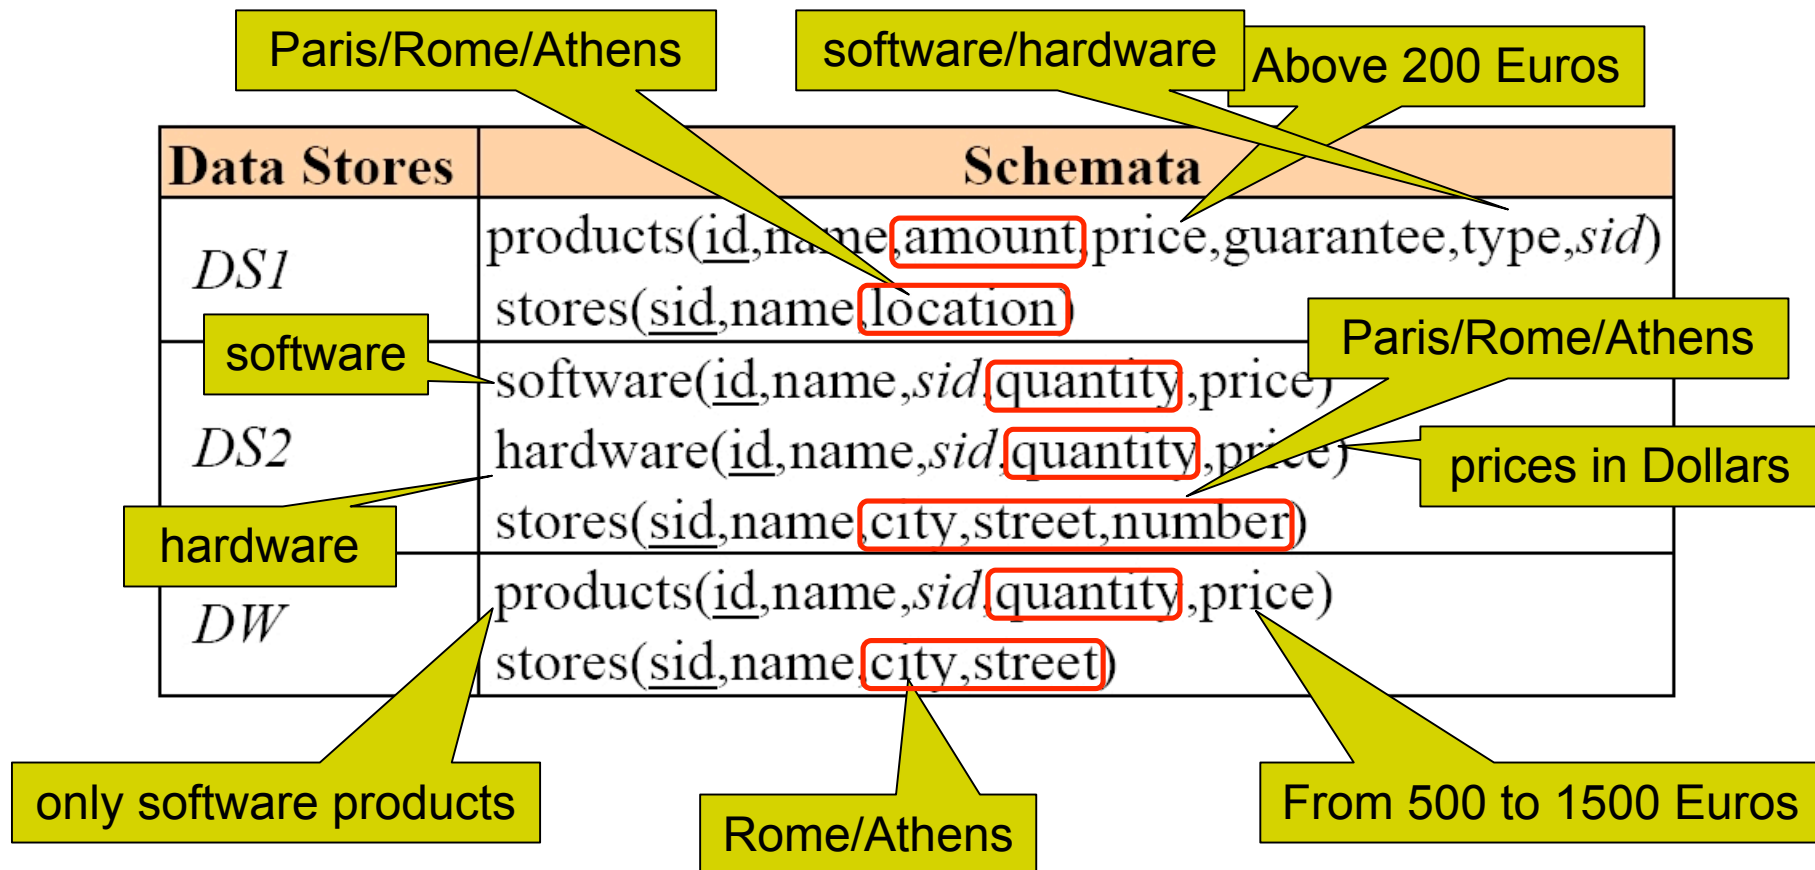 Paris/Rome/Athens
software/hardware
Above 200 Euros
Data Stores
Schemata
DS1
products(id,name,amount,price,guarantee,type,sid)
stores(sid,name,location)
software
Paris/Rome/Athens
DS2
software(id,name,sid,quantity,price)
hardware(id,name,sid,quantity,price)
prices in Dollars
stores(sid,name,city,street,number)
hardware
DW
products(id,name,sid,quantity,price)
stores(sid,name,city,street)
only software products
Rome/Athens
From 500 to 1500 Euros